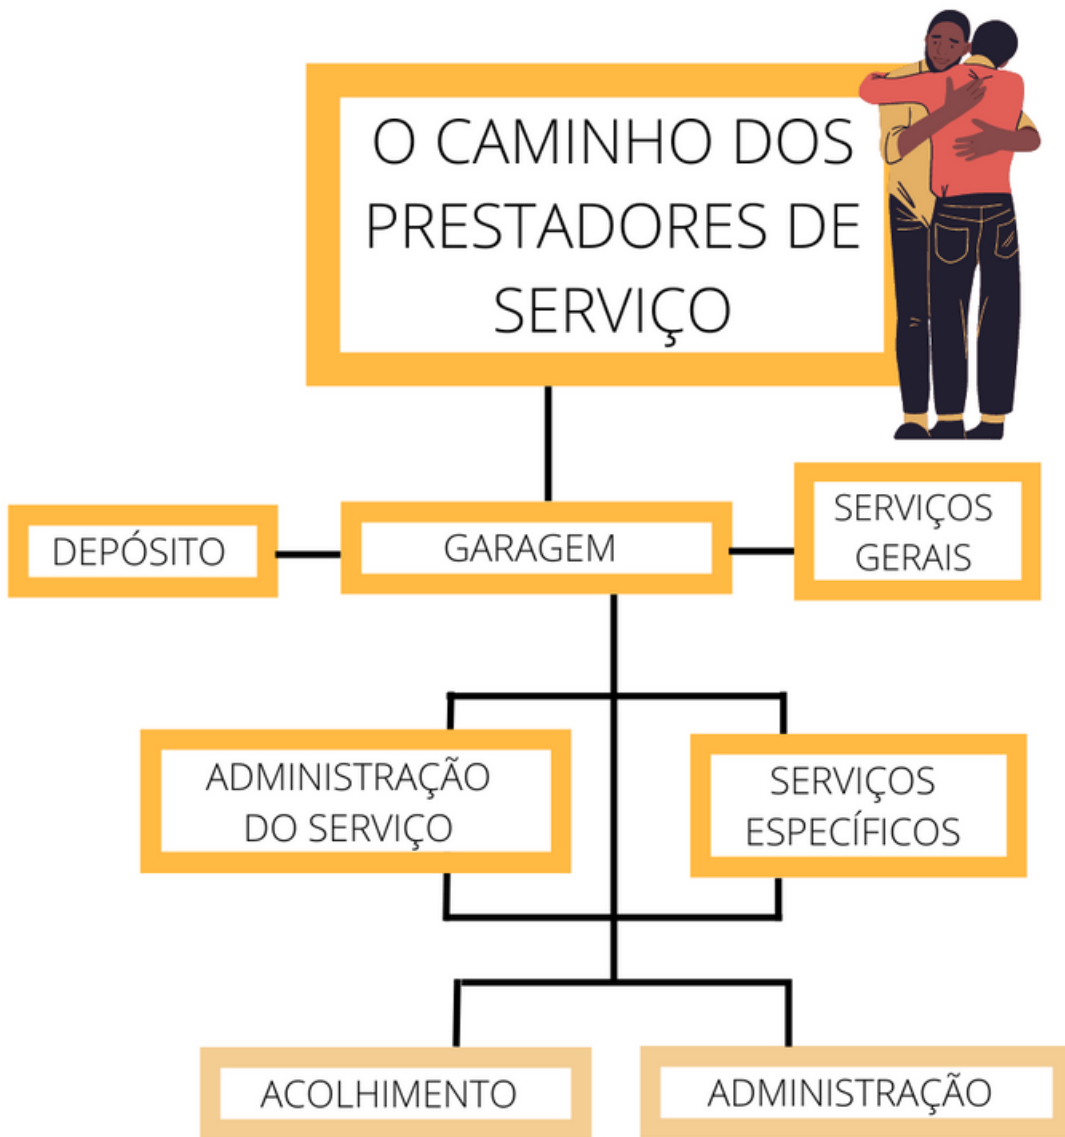 O CAMINHO DOS
PRESTADORES DE
SERVIÇO
DEPÓSITO
GARAGEM
SERVIÇOS
GERAIS
ADMINISTRAÇÃO
DO SERVIÇO
SERVIÇOS
ESPECÍFICOS
ACOLHIMENTO
ADMINISTRAÇÃO